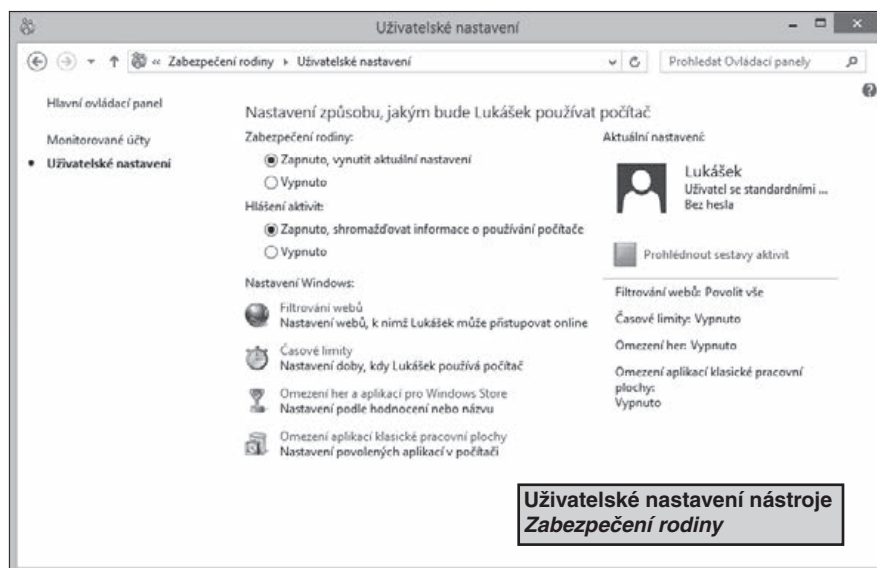 Uživatelské nastavení
« Zabezpečení rodiny ▸ Uživatelské nastavení
Prohledat Ovládací panely
Hlavní ovládací panel
Monitorované účty
• Uživatelské nastavení
Nastavení způsobu, jakým bude Lukášek používat počítač
Zabezpečení rodiny:
Zapnuto, vynutit aktuální nastavení
Vypnuto
Hlášení aktivit:
Zapnuto, shromažďovat informace o používání počítače
Vypnuto
Nastavení Windows:
Filtrování webů
Nastavení webů, k nimž Lukášek může přistupovat online
Časové limity
Nastavení doby, kdy Lukášek používá počítač
Omezení her a aplikací pro Windows Store
Nastavení podle hodnocení nebo názvu
Omezení aplikací klasické pracovní plochy
Nastavení povolených aplikací v počítači
Aktuální nastavení:
Lukášek
Uživatel se standardními ...
Bez hesla
Prohlédnout sestavy aktivit
Filtrování webů: Povolit vše
Časové limity: Vypnuto
Omezení her: Vypnuto
Omezení aplikací klasické pracovní
plochy:
Vypnuto
Uživatelské nastavení nástroje
Zabezpečení rodiny